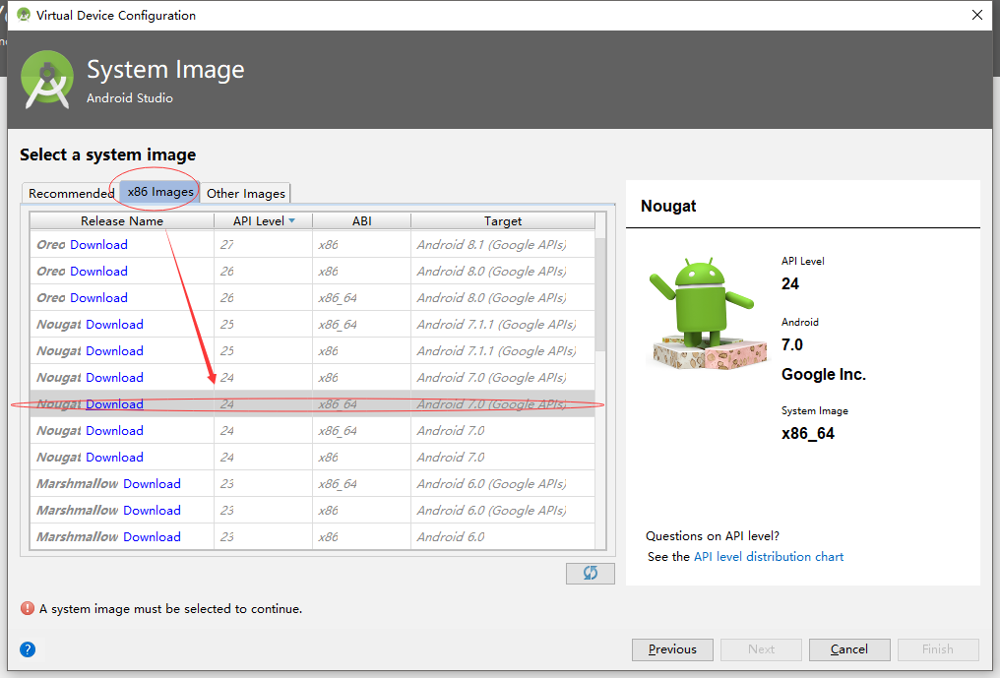 Virtual Device Configuration
System Image
Android Studio
Select a system image
Recommended x86 Images Other Images
Release Name API Level ABI Target
Oreo Download 27 x86 Android 8.1 (Google APIs)
Oreo Download 26 x86 Android 8.0 (Google APIs)
Oreo Download 26 x86_64 Android 8.0 (Google APIs)
Nougat Download 25 x86_64 Android 7.1.1 (Google APIs)
Nougat Download 25 x86 Android 7.1.1 (Google APIs)
Nougat Download 24 x86 Android 7.0 (Google APIs)
Nougat Download 24 x86_64 Android 7.0 (Google APIs)
Nougat Download 24 x86_64 Android 7.0
Nougat Download 24 x86 Android 7.0
Marshmallow Download 23 x86_64 Android 6.0 (Google APIs)
Marshmallow Download 23 x86 Android 6.0 (Google APIs)
Marshmallow Download 23 x86 Android 6.0
Nougat
API Level
24
Android
7.0
Google Inc.
System Image
x86_64
Questions on API level?
See the API level distribution chart
A system image must be selected to continue.
? Previous Next Cancel Finish